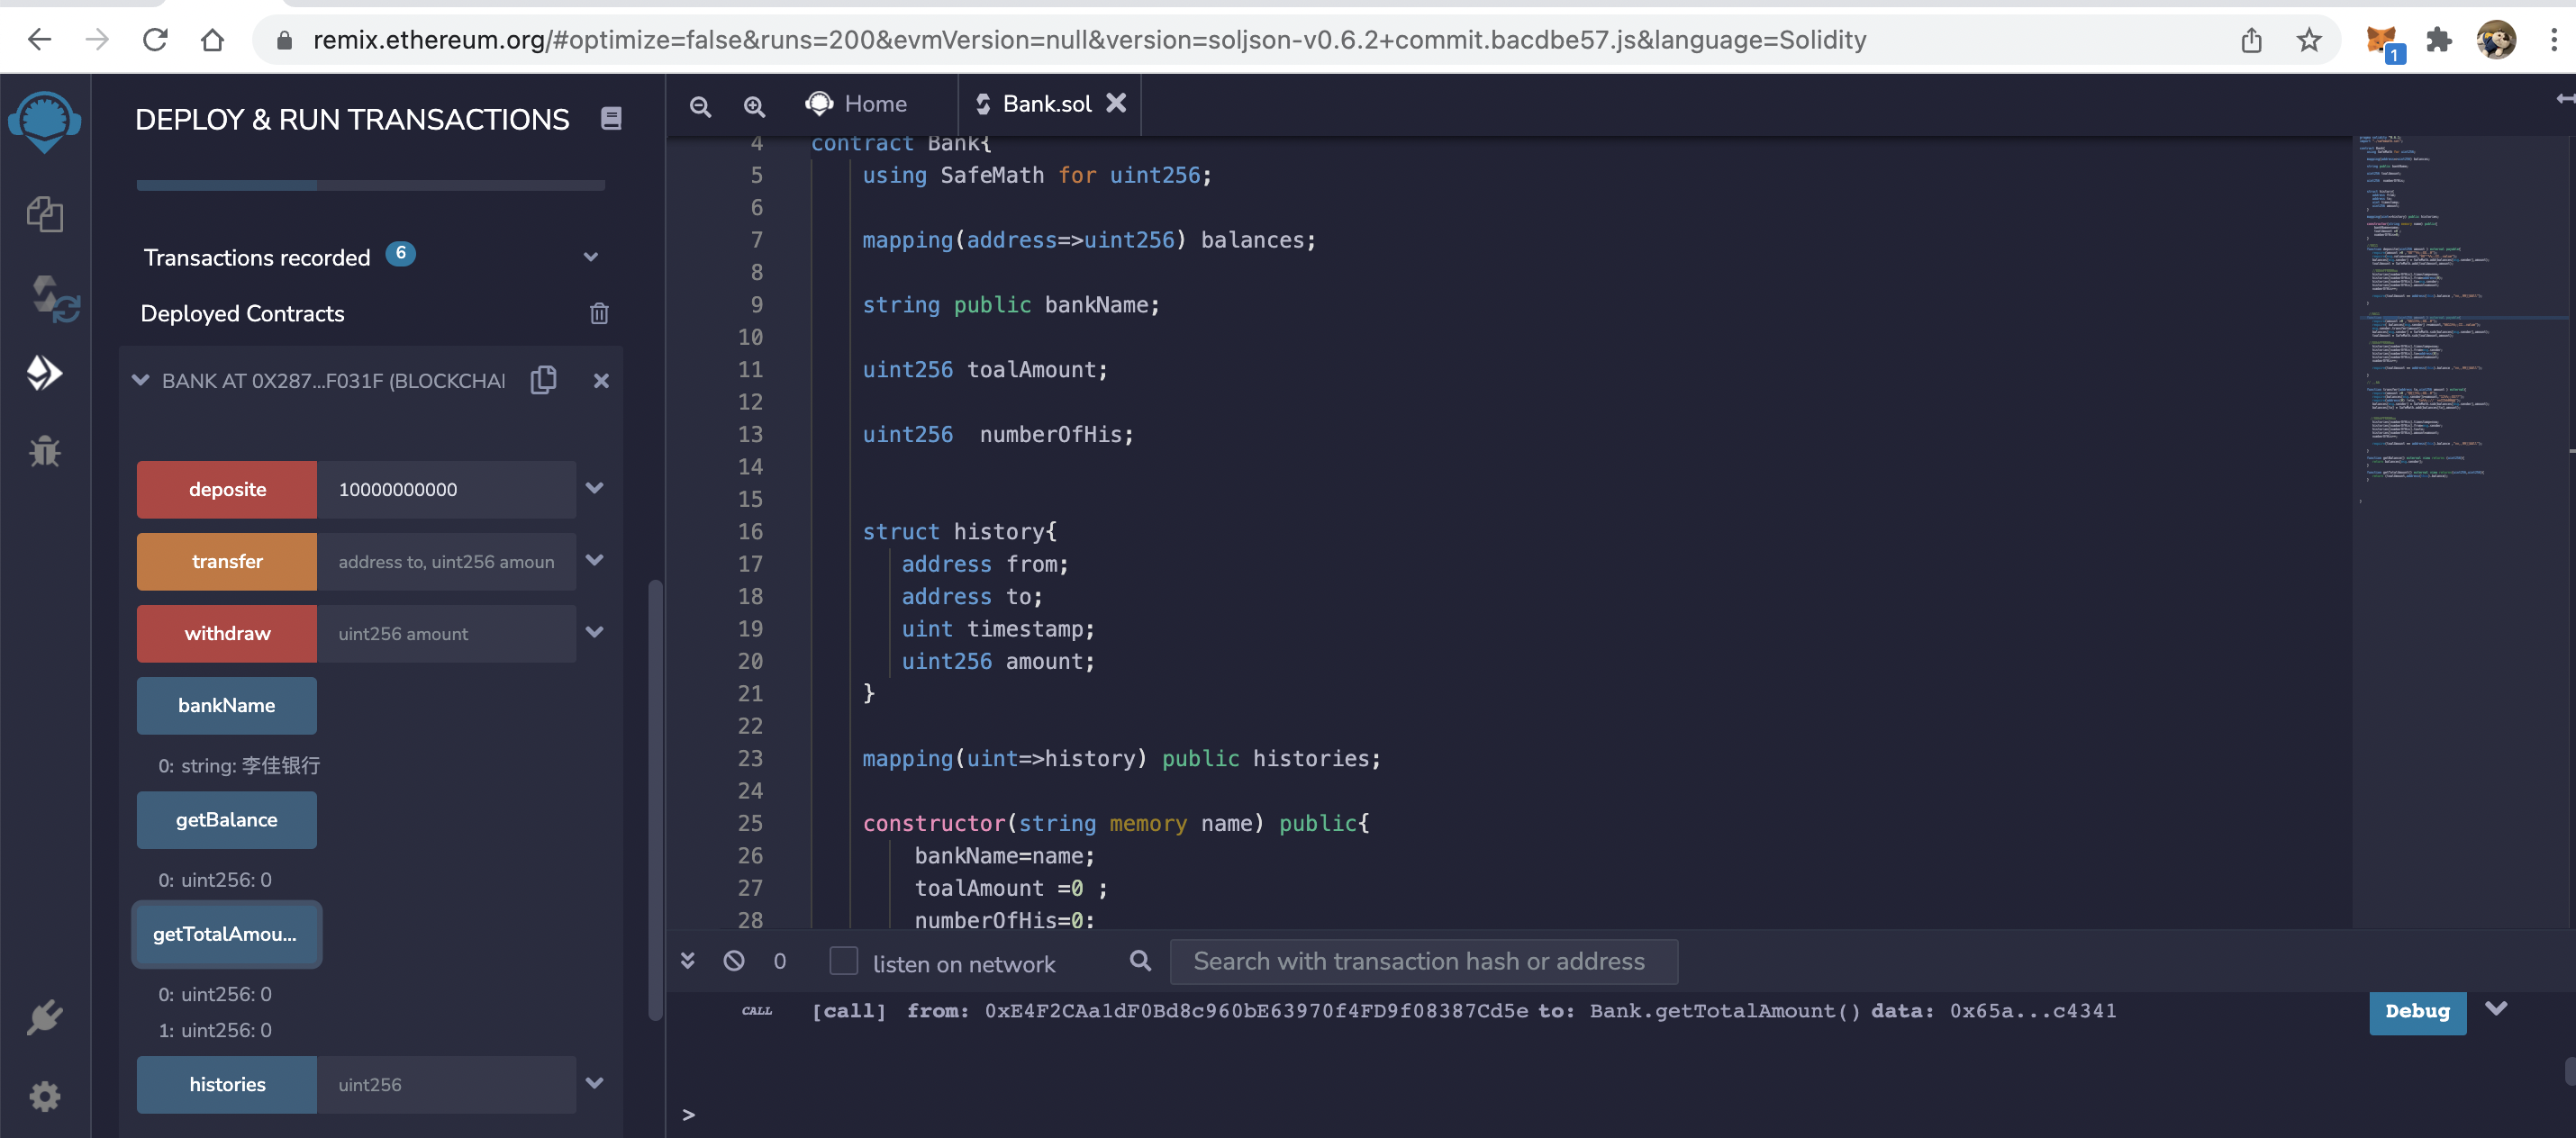 remix.ethereum.org/#optimize=false&runs=200&evmVersion=null&version=soljson-v0.6.2+commit.bacdbe57.js&language=Solidity
1
DEPLOY & RUN TRANSACTIONS
Transactions recorded 6
Deployed Contracts
BANK AT 0X287...F031F (BLOCKCHAI
deposite 10000000000
transfer address to, uint256 amoun
withdraw uint256 amount
bankName
0: string: 李佳银行
getBalance
0: uint256: 0
getTotalAmou...
0: uint256: 0
1: uint256: 0
histories uint256
Home
Bank.sol
4 contract Bank{
5 using SafeMath for uint256;
6
7 mapping(address=>uint256) balances;
8
9 string public bankName;
10
11 uint256 toalAmount;
12
13 uint256  numberOfHis;
14
15
16 struct history{
17 address from;
18 address to;
19 uint timestamp;
20 uint256 amount;
21 }
22
23 mapping(uint=>history) public histories;
24
25 constructor(string memory name) public{
26 bankName=name;
27 toalAmount =0 ;
28 numberOfHis=0;
0 listen on network Search with transaction hash or address
CALL [call] from: 0xE4F2CAa1dF0Bd8c960bE63970f4FD9f08387Cd5e to: Bank.getTotalAmount() data: 0x65a...c4341 Debug
>